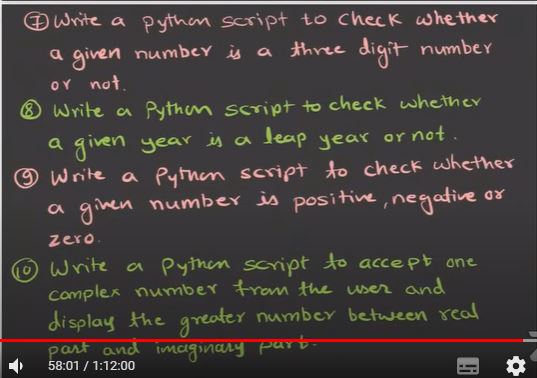 ⑦ Write a python script to check whether
a given number is a three digit number
or not.
⑧ Write a Python script to check whether
a given year is a leap year or not.
⑨ Write a Python script to check whether
a given number is positive, negative or
zero.
⑩ Write a Python script to accept one
complex number from the user and
display the greater number between real
part and imaginary part.
58:01 / 1:12:00